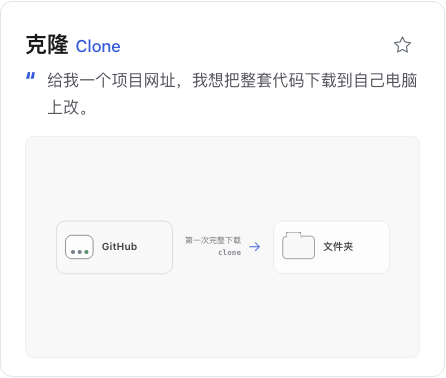 克隆 Clone
“ 给我一个项目网址，我想把整套代码下载到自己电脑
上改。
GitHub
第一次完整下载
clone
文件夹